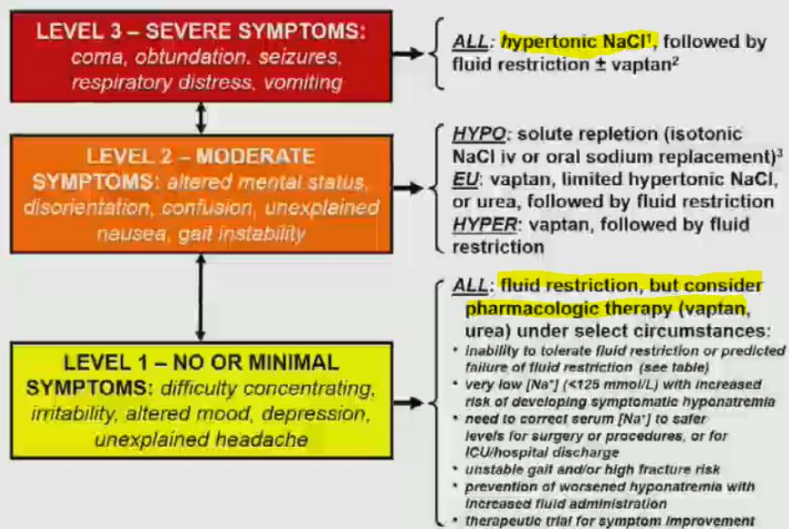 LEVEL 3 – SEVERE SYMPTOMS:
coma, obtundation, seizures,
respiratory distress, vomiting
ALL: hypertonic NaCl¹, followed by
fluid restriction ± vaptan²
LEVEL 2 – MODERATE
SYMPTOMS: altered mental status,
disorientation, confusion, unexplained
nausea, gait instability
HYPO: solute repletion (isotonic
NaCl iv or oral sodium replacement)³
EU: vaptan, limited hypertonic NaCl,
or urea, followed by fluid restriction
HYPER: vaptan, followed by fluid
restriction
LEVEL 1 – NO OR MINIMAL
SYMPTOMS: difficulty concentrating,
irritability, altered mood, depression,
unexplained headache
ALL: fluid restriction, but consider
pharmacologic therapy (vaptan,
urea) under select circumstances:
• inability to tolerate fluid restriction or predicted
failure of fluid restriction (see table)
• very low [Na⁺] (<125 mmol/L) with increased
risk of developing symptomatic hyponatremia
• need to correct serum [Na⁺] to safer
levels for surgery or procedures, or for
ICU/hospital discharge
• unstable gait and/or high fracture risk
• prevention of worsened hyponatremia with
increased fluid administration
• therapeutic trial for symptom improvement